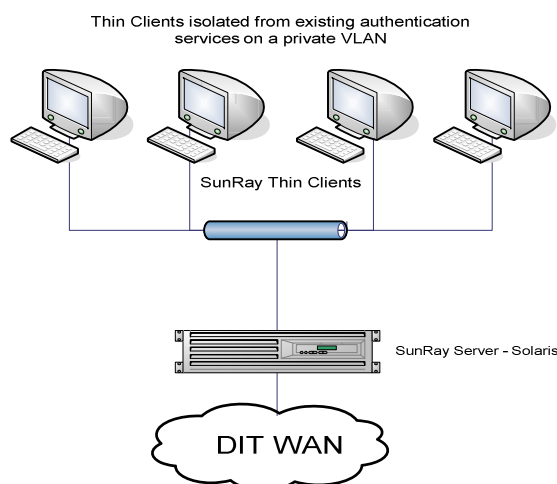 Thin Clients isolated from existing authentication
services on a private VLAN
SunRay Thin Clients
SunRay Server - Solaris
DIT WAN